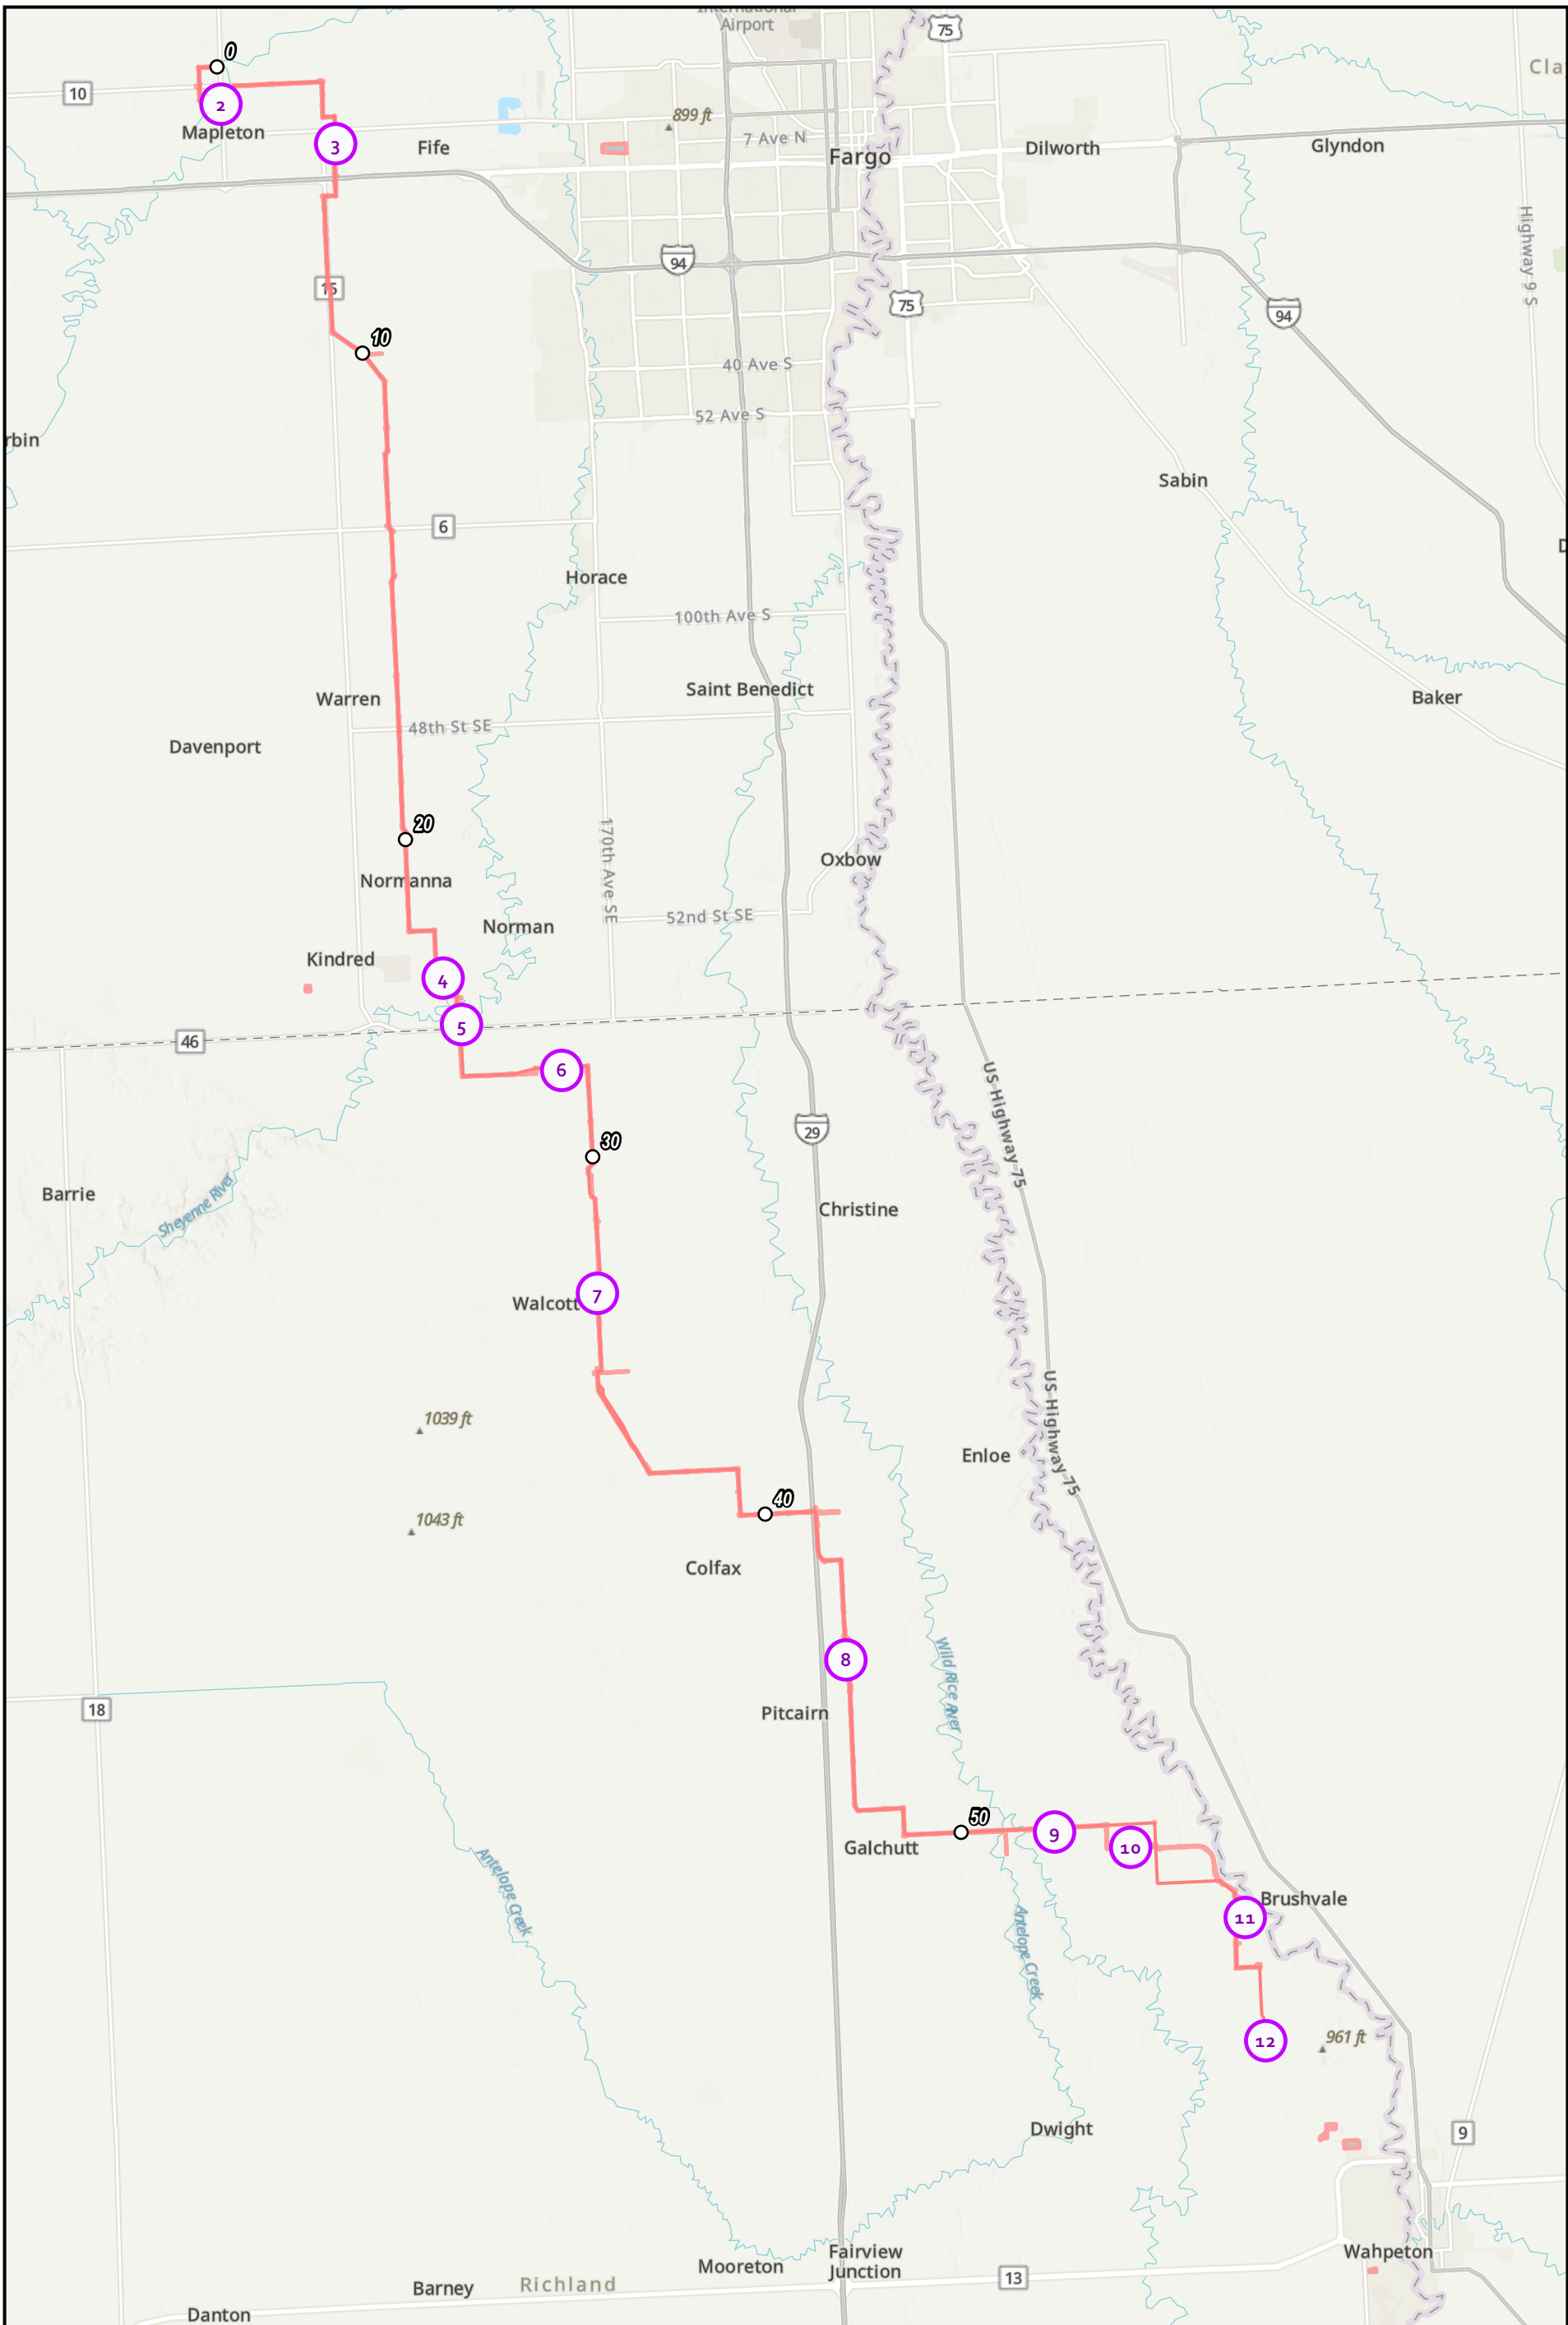 International
Airport
75
Cla
0
10
2
Mapleton
899 ft
7 Ave N
3
Fife
Fargo
Dilworth
Glyndon
Highway 9 S
94
15
75
94
10
40 Ave S
52 Ave S
rbin
Sabin
6
Horace
100th Ave S
Warren
Saint Benedict
Baker
48th St SE
Davenport
20
170th Ave SE
Oxbow
Normanna
52nd St SE
Norman
Kindred
4
5
46
6
US Highway 75
29
30
Barrie
Sheyenne River
Christine
7
Walcott
1039 ft
US Highway 75
Enloe
40
1043 ft
Colfax
8
Wild Rice River
18
Pitcairn
50
9
10
Galchutt
Antelope Creek
Brushvale
11
Antelope Creek
12
961 ft
Dwight
9
Wahpeton
Mooreton
Fairview
Junction
13
Barney
Richland
Danton